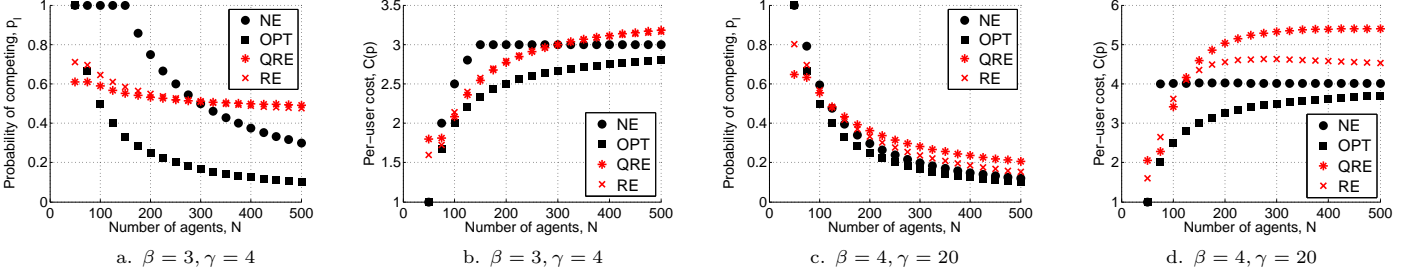 Probability of competing, p_l
1
0.8
0.6
0.4
0.2
0
0 100 200 300 400 500
Number of agents, N
NE
OPT
QRE
RE
a. β = 3, γ = 4
Per−user cost, C(p)
3.5
3
2.5
2
1.5
1
0 100 200 300 400 500
Number of agents, N
NE
OPT
QRE
RE
b. β = 3, γ = 4
Probability of competing, p_l
1
0.8
0.6
0.4
0.2
0
0 100 200 300 400 500
Number of agents, N
NE
OPT
QRE
RE
c. β = 4, γ = 20
Per−user cost, C(p)
6
5
4
3
2
1
0 100 200 300 400 500
Number of agents, N
NE
OPT
QRE
RE
d. β = 4, γ = 20